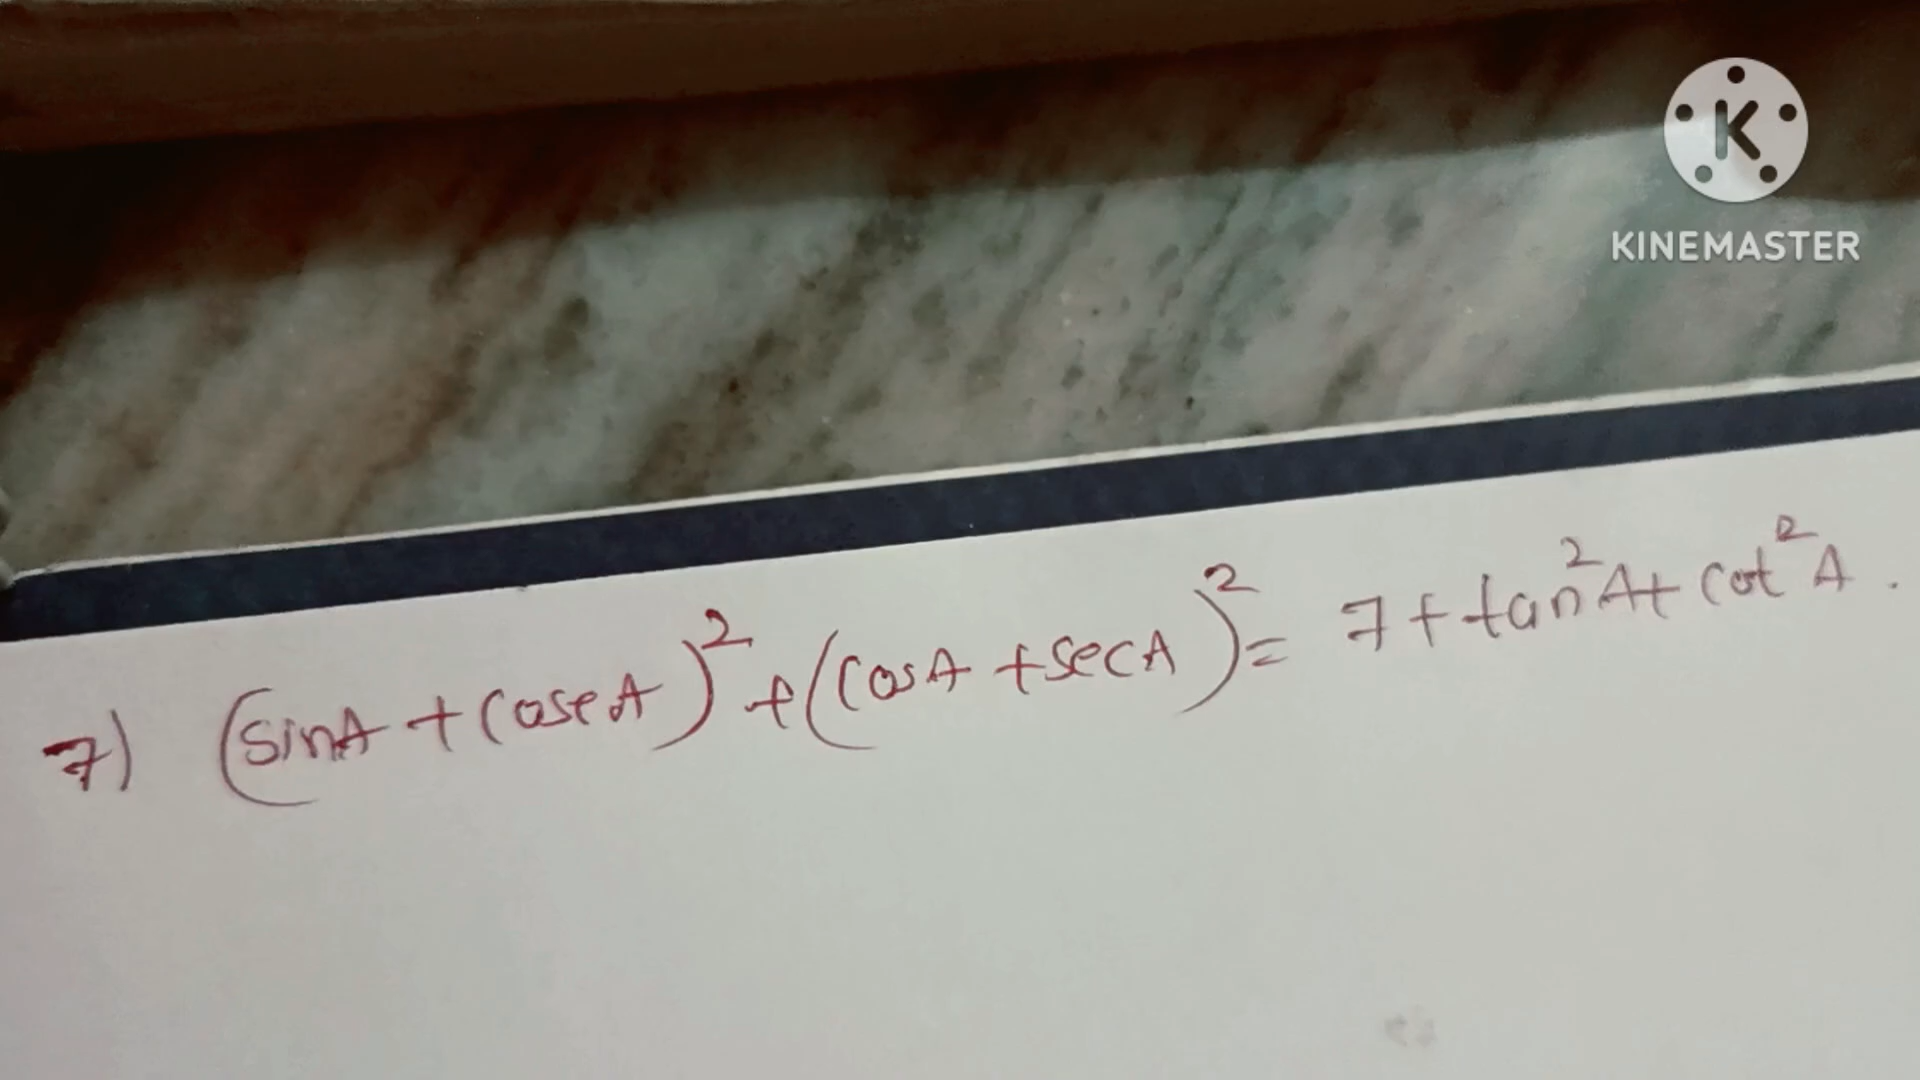 KINEMASTER
7) (sinA + cosecA)² + (cosA + secA)² = 7 + tan²A + cot²A.